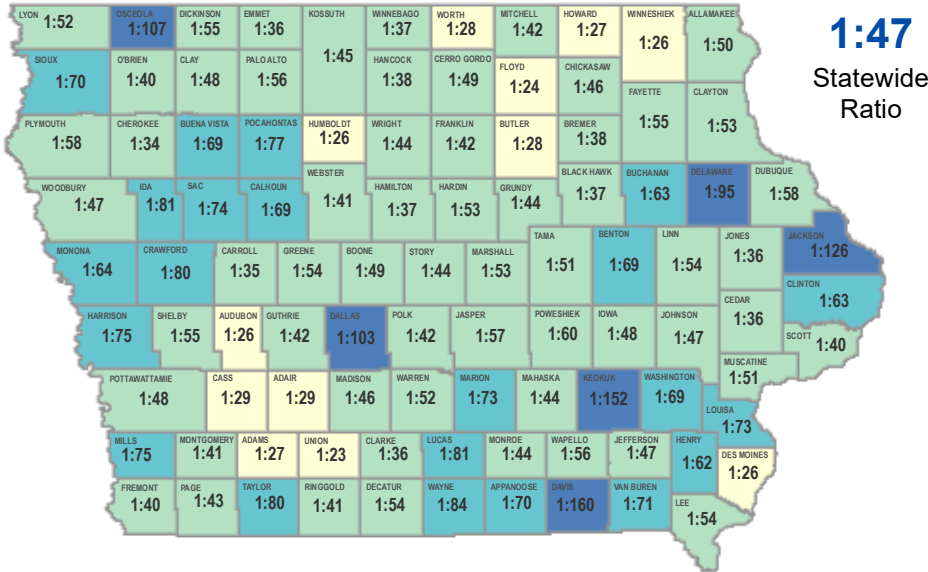 LYON
1:52
OSCEOLA
1:107
DICKINSON
1:55
EMMET
1:36
KOSSUTH
1:45
WINNEBAGO
1:37
WORTH
1:28
MITCHELL
1:42
HOWARD
1:27
WINNESHIEK
1:26
ALLAMAKEE
1:50
1:47
Statewide
Ratio
SIOUX
1:70
O'BRIEN
1:40
CLAY
1:48
PALO ALTO
1:56
HANCOCK
1:38
CERRO GORDO
1:49
FLOYD
1:24
CHICKASAW
1:46
FAYETTE
1:55
CLAYTON
1:53
PLYMOUTH
1:58
CHEROKEE
1:34
BUENA VISTA
1:69
POCAHONTAS
1:77
HUMBOLDT
1:26
WRIGHT
1:44
FRANKLIN
1:42
BUTLER
1:28
BREMER
1:38
WOODBURY
1:47
IDA
1:81
SAC
1:74
CALHOUN
1:69
WEBSTER
1:41
HAMILTON
1:37
HARDIN
1:53
GRUNDY
1:44
BLACK HAWK
1:37
BUCHANAN
1:63
DELAWARE
1:95
DUBUQUE
1:58
MONONA
1:64
CRAWFORD
1:80
CARROLL
1:35
GREENE
1:54
BOONE
1:49
STORY
1:44
MARSHALL
1:53
TAMA
1:51
BENTON
1:69
LINN
1:54
JONES
1:36
JACKSON
1:126
CLINTON
1:63
HARRISON
1:75
SHELBY
1:55
AUDUBON
1:26
GUTHRIE
1:42
DALLAS
1:103
POLK
1:42
JASPER
1:57
POWESHIEK
1:60
IOWA
1:48
JOHNSON
1:47
CEDAR
1:36
SCOTT
1:40
MUSCATINE
1:51
POTTAWATTAMIE
1:48
CASS
1:29
ADAIR
1:29
MADISON
1:46
WARREN
1:52
MARION
1:73
MAHASKA
1:44
KEOKUK
1:152
WASHINGTON
1:69
LOUISA
1:73
MILLS
1:75
MONTGOMERY
1:41
ADAMS
1:27
UNION
1:23
CLARKE
1:36
LUCAS
1:81
MONROE
1:44
WAPELLO
1:56
JEFFERSON
1:47
HENRY
1:62
DES MOINES
1:26
FREMONT
1:40
PAGE
1:43
TAYLOR
1:80
RINGGOLD
1:41
DECATUR
1:54
WAYNE
1:84
APPANOOSE
1:70
DAVIS
1:160
VAN BUREN
1:71
LEE
1:54